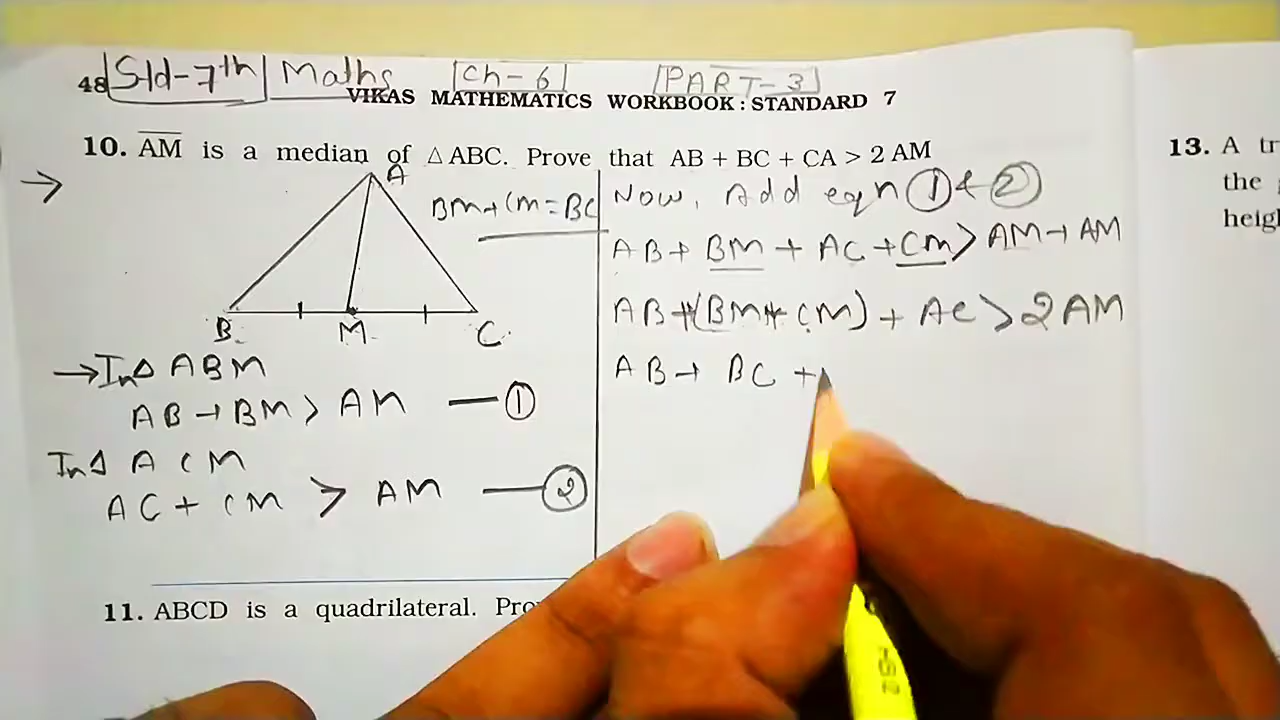 48 Std-7th Maths Ch-6 PART-3
VIKAS MATHEMATICS WORKBOOK : STANDARD 7
10. AM is a median of △ABC. Prove that AB + BC + CA > 2 AM
A
BM+CM=BC
B M C
→ In△ ABM
AB + BM > AM — ①
In△ ACM
AC + CM > AM — ②
Now, Add eqn ① & ②
AB + BM + AC + CM > AM + AM
AB + (BM + CM) + AC > 2AM
AB + BC +
11. ABCD is a quadrilateral.
13. A
the